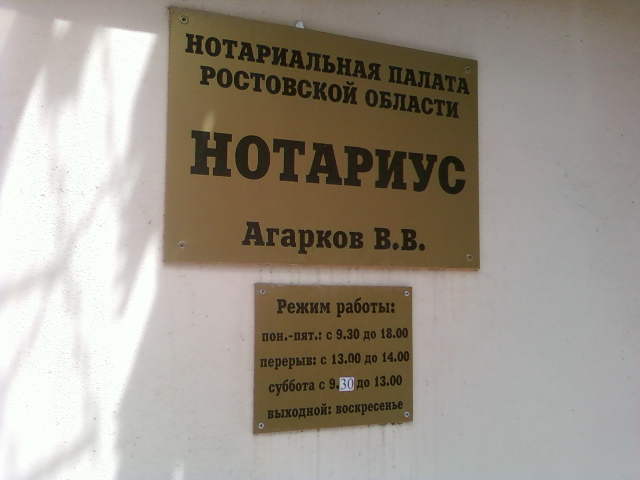 НОТАРИАЛЬНАЯ ПАЛАТА
РОСТОВСКОЙ ОБЛАСТИ
НОТАРИУС
Агарков В.В.
Режим работы:
пон.-пят.: с 9.30 до 18.00
перерыв: с 13.00 до 14.00
суббота с 9.30 до 13.00
выходной: воскресенье